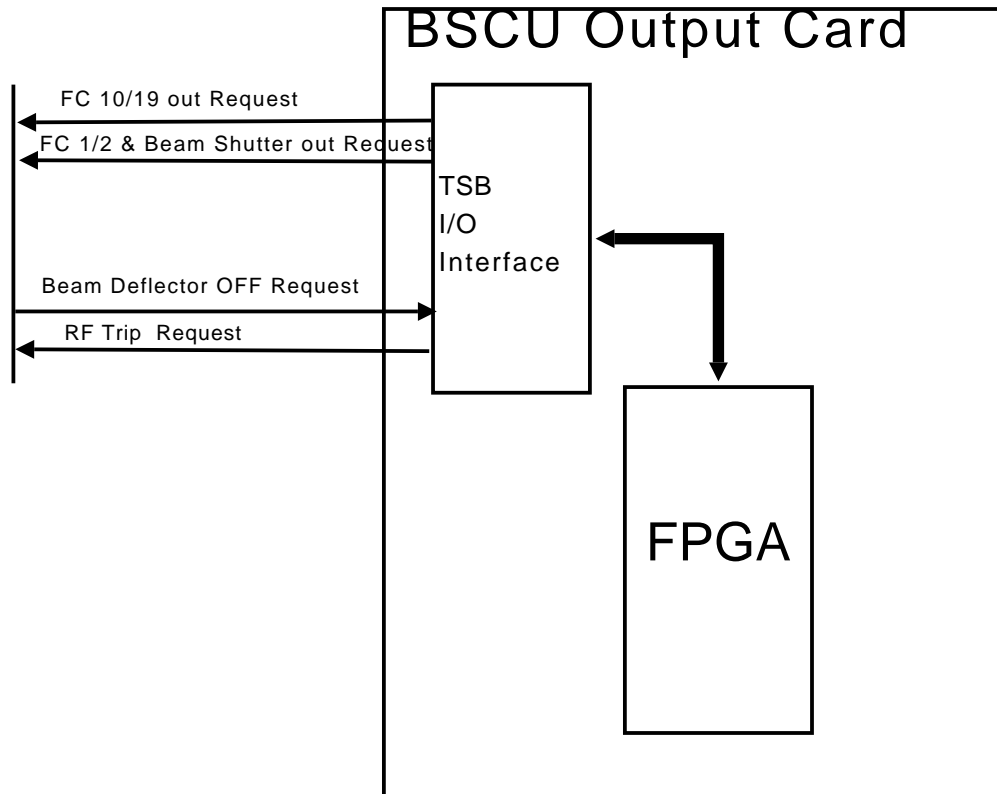 BSCU Output Card
FC 10/19 out Request
FC 1/2 & Beam Shutter out Request
TSB
I/O
Interface
Beam Deflector OFF Request
RF Trip Request
FPGA